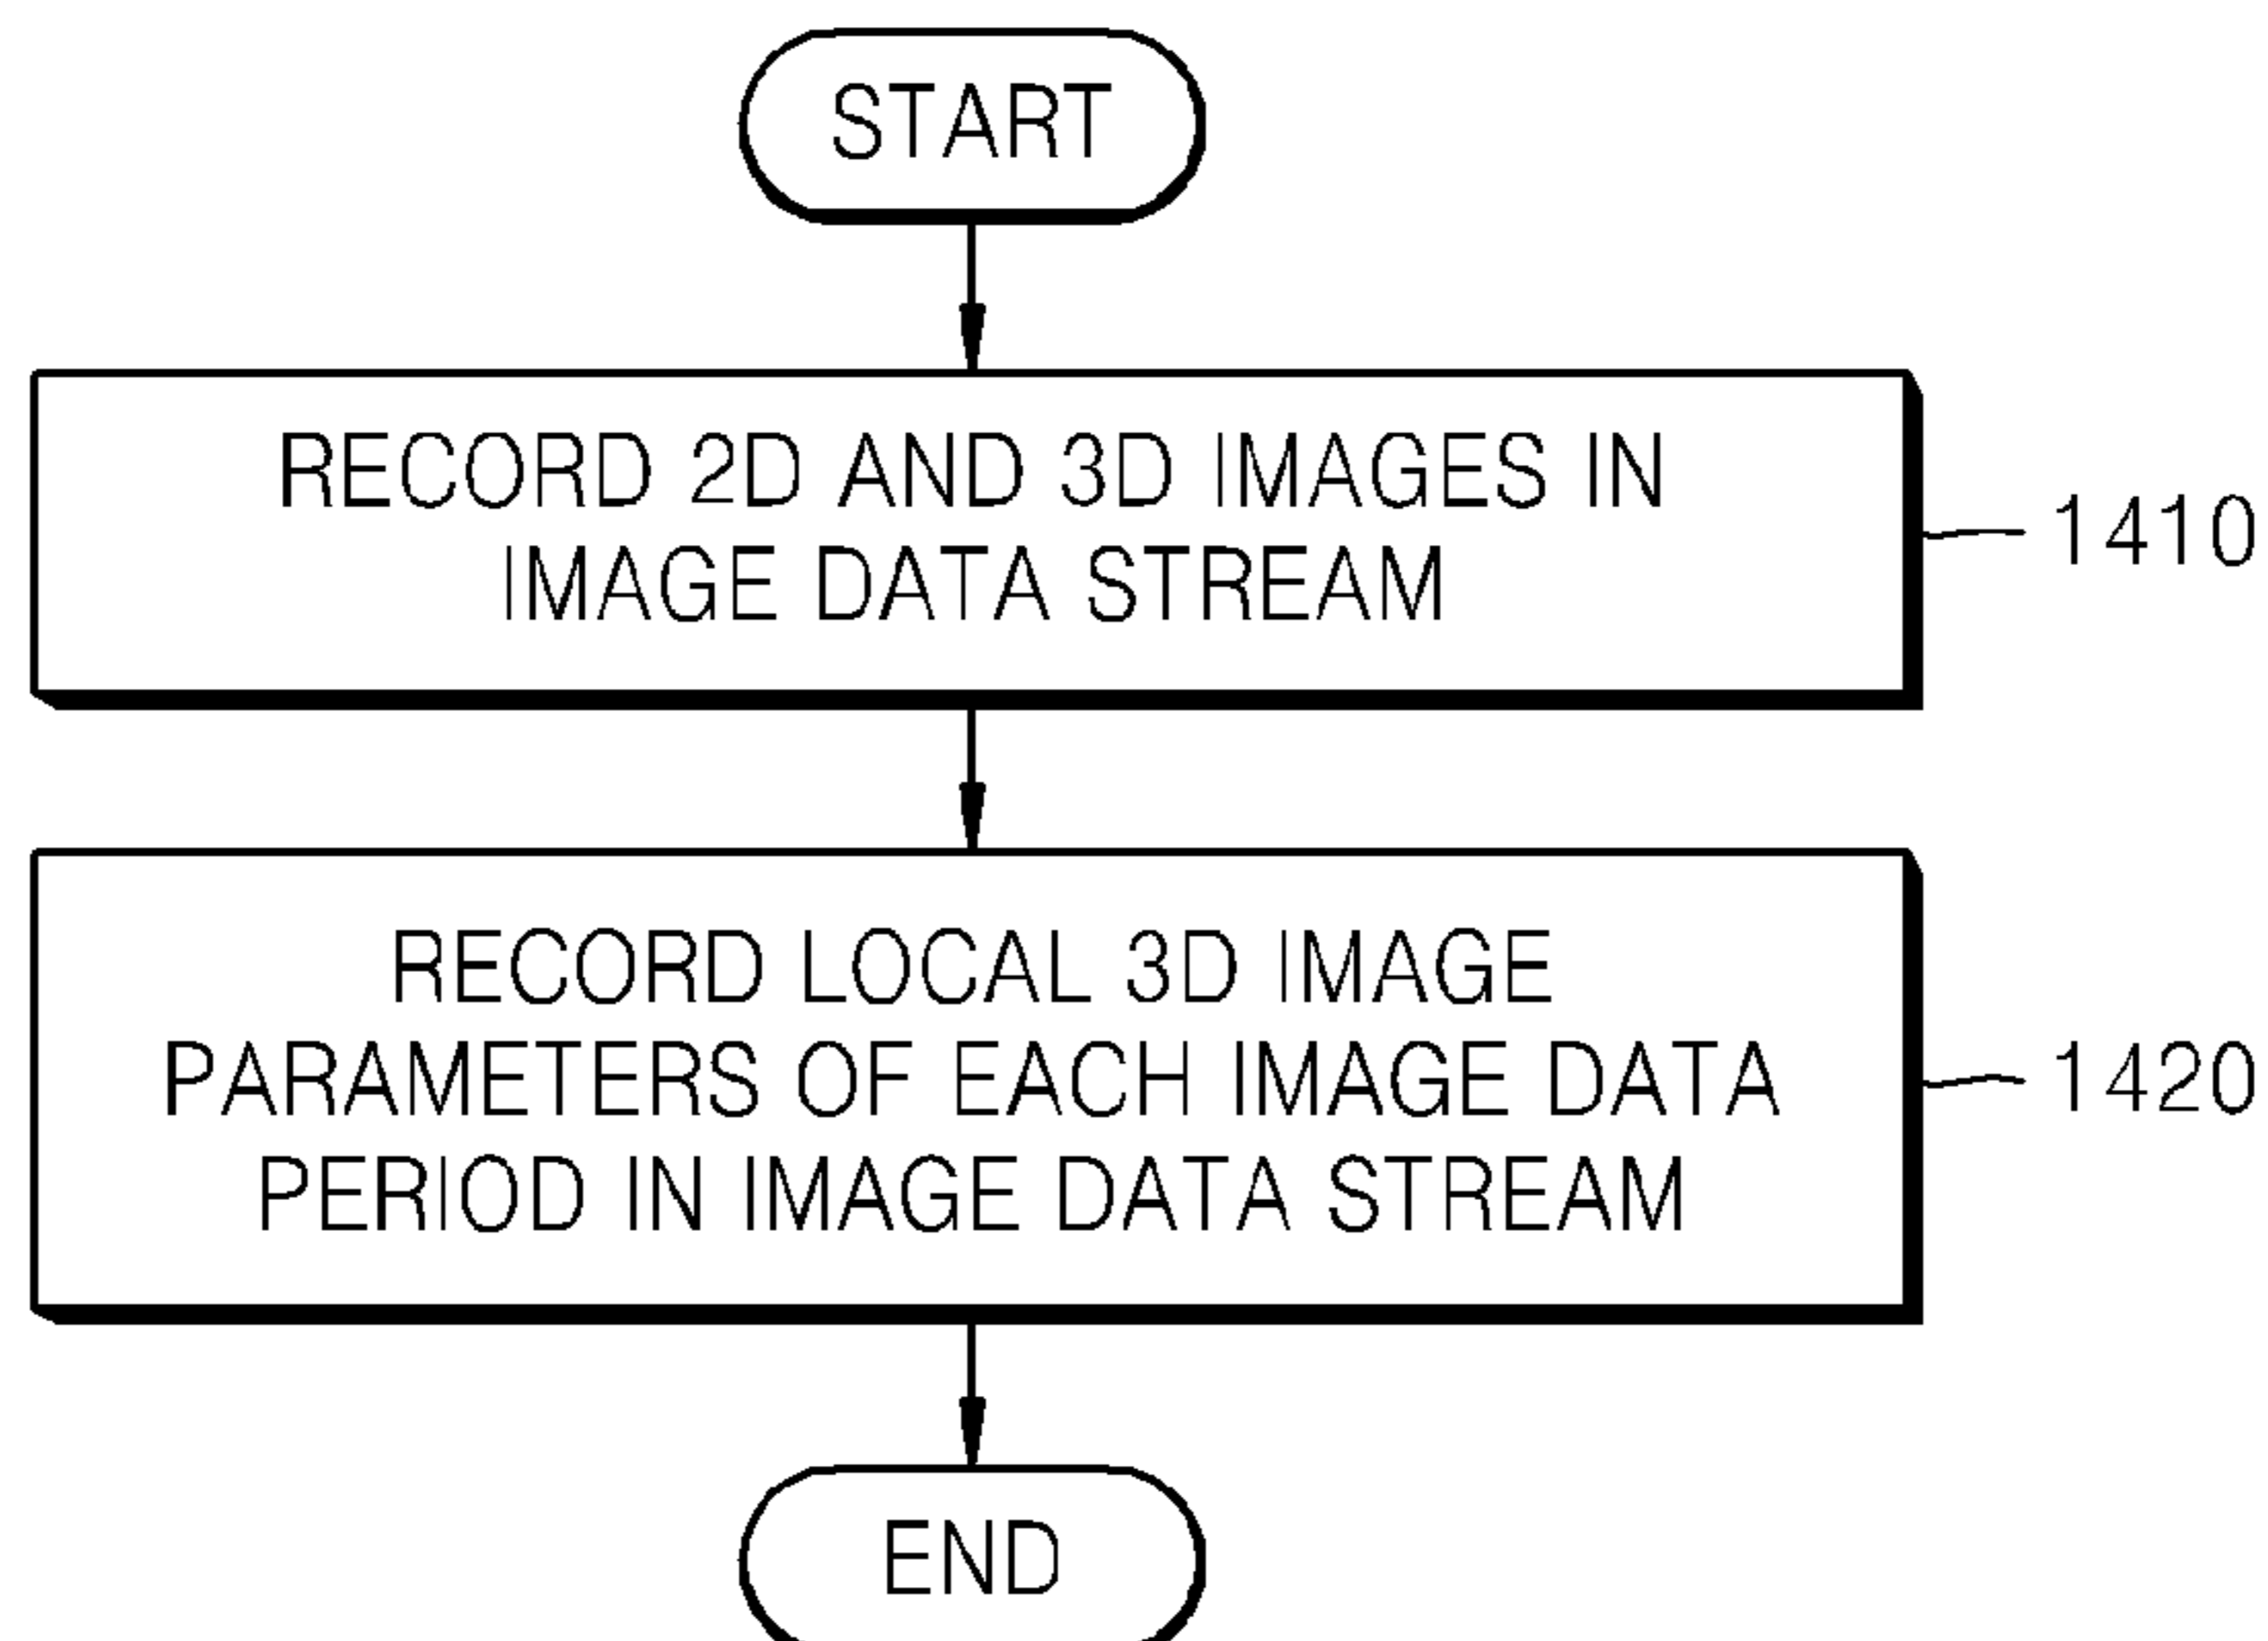 START
RECORD 2D AND 3D IMAGES IN
IMAGE DATA STREAM
1410
RECORD LOCAL 3D IMAGE
PARAMETERS OF EACH IMAGE DATA
PERIOD IN IMAGE DATA STREAM
1420
END